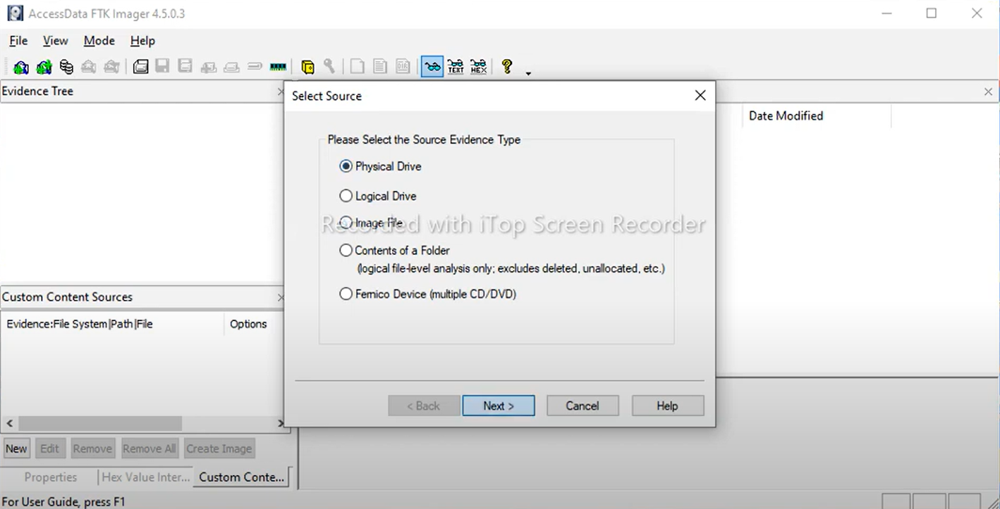 AccessData FTK Imager 4.5.0.3
File View Mode Help
TEXT HEX ?
Evidence Tree
Select Source
Date Modified
Please Select the Source Evidence Type
Physical Drive
Logical Drive
Image File
Recorded with iTop Screen Recorder
Contents of a Folder
(logical file-level analysis only; excludes deleted, unallocated, etc.)
Fernico Device (multiple CD/DVD)
Custom Content Sources
Evidence:File System|Path|File Options
< Back Next > Cancel Help
New Edit Remove Remove All Create Image
Properties Hex Value Inter... Custom Conte...
For User Guide, press F1